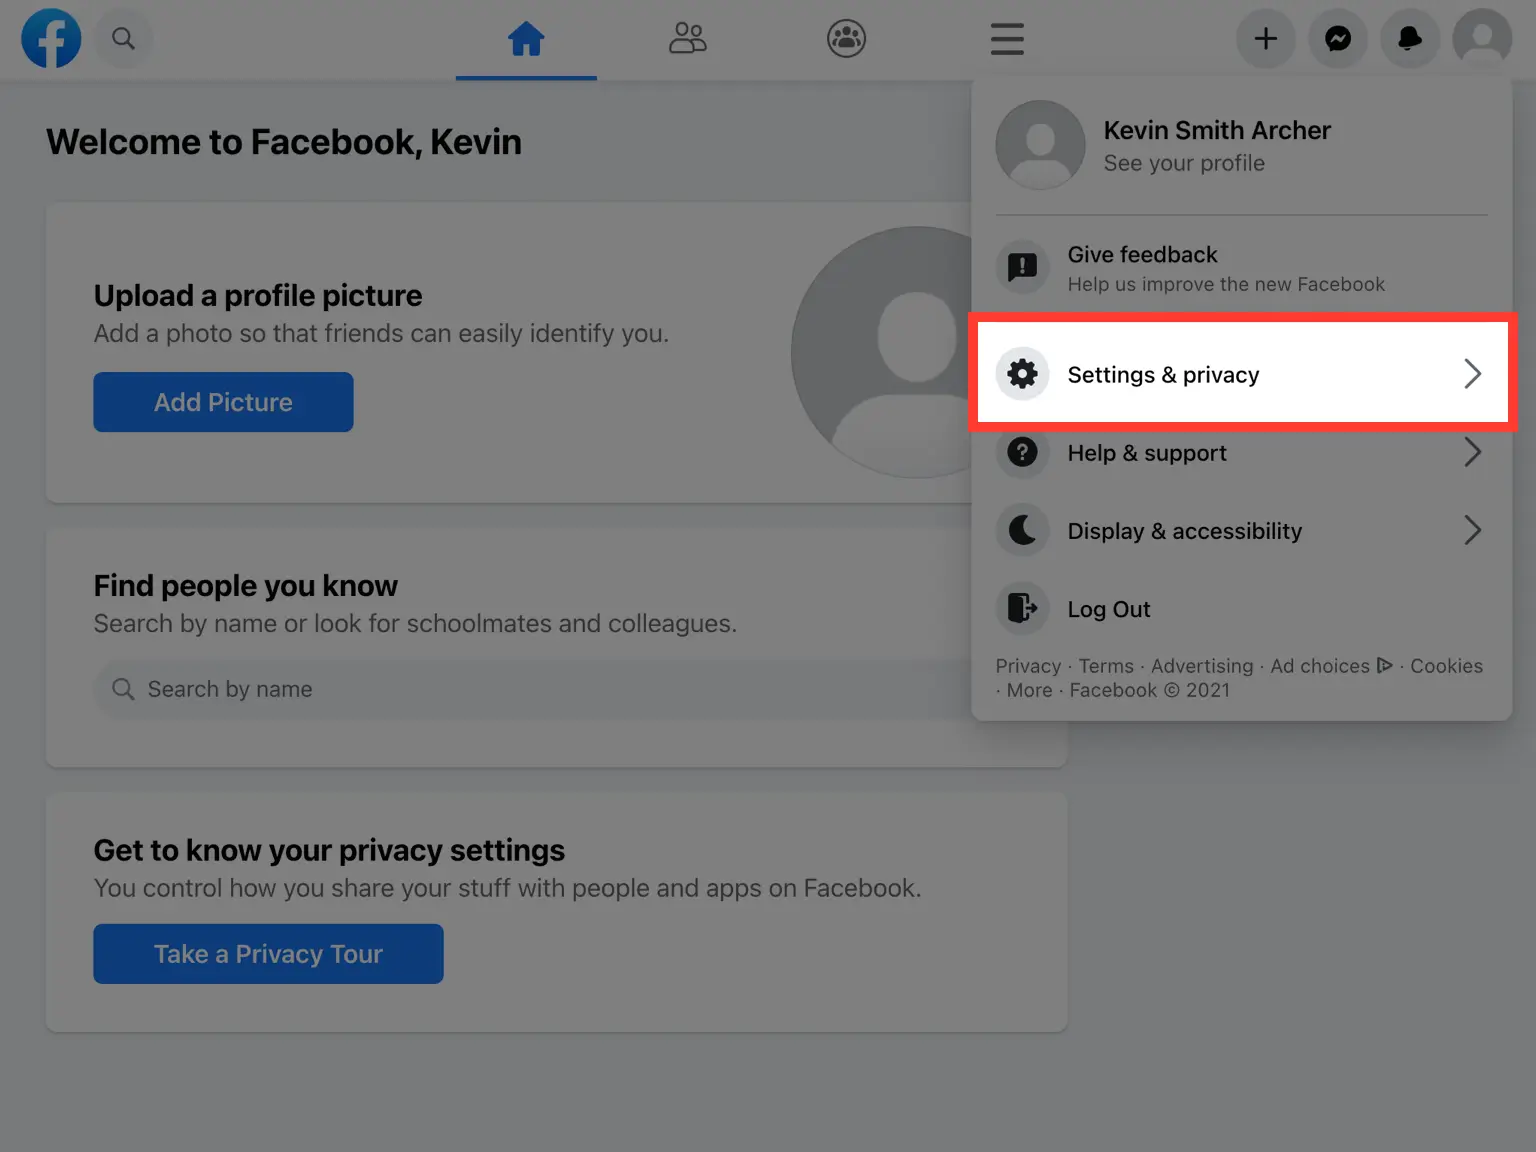 Welcome to Facebook, Kevin
Upload a profile picture
Add a photo so that friends can easily identify you.
Add Picture
Find people you know
Search by name or look for schoolmates and colleagues.
Search by name
Get to know your privacy settings
You control how you share your stuff with people and apps on Facebook.
Take a Privacy Tour
Kevin Smith Archer
See your profile
Give feedback
Help us improve the new Facebook
Settings & privacy
Help & support
Display & accessibility
Log Out
Privacy · Terms · Advertising · Ad choices · Cookies
· More · Facebook © 2021